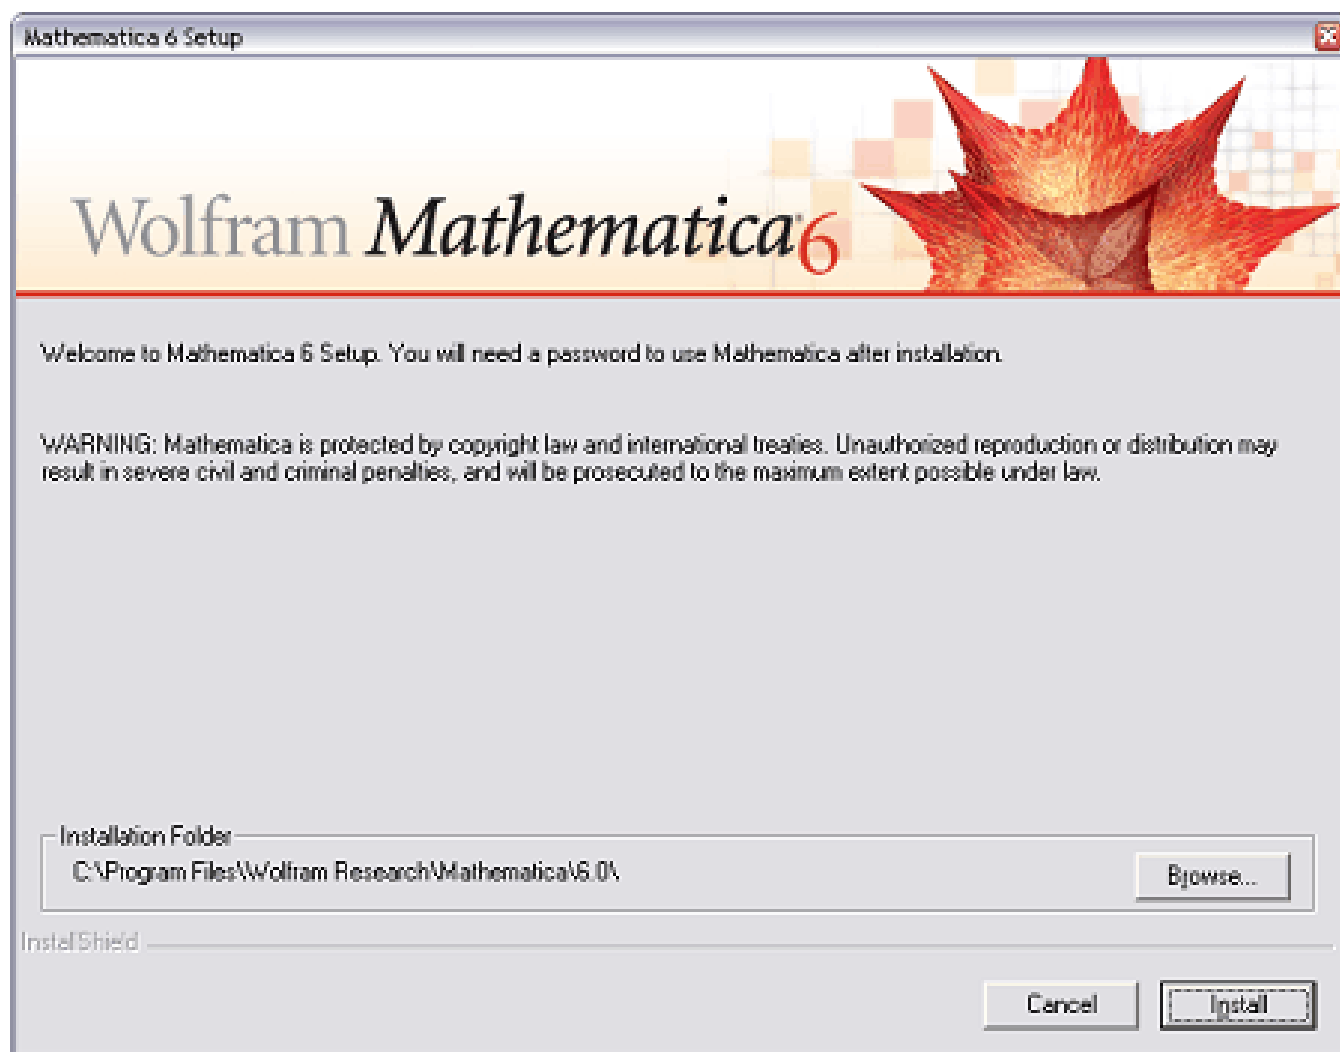 Mathematica 6 Setup
Wolfram Mathematica® 6
Welcome to Mathematica 6 Setup. You will need a password to use Mathematica after installation.
WARNING: Mathematica is protected by copyright law and international treaties. Unauthorized reproduction or distribution may
result in severe civil and criminal penalties, and will be prosecuted to the maximum extent possible under law.
Installation Folder
C:\Program Files\Wolfram Research\Mathematica\6.0\
Browse...
InstallShield
Cancel
Install